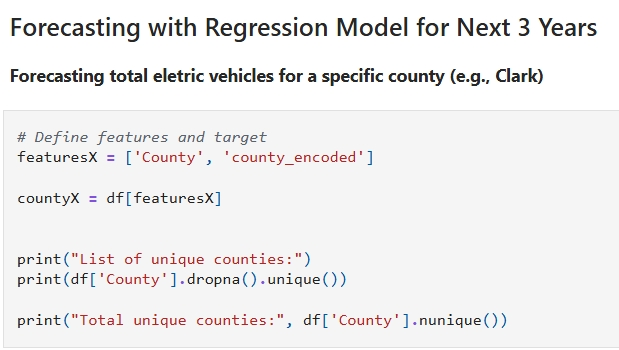 Forecasting with Regression Model for Next 3 Years
Forecasting total eletric vehicles for a specific county (e.g., Clark)
# Define features and target
featuresX = ['County', 'county_encoded']
countyX = df[featuresX]
print("List of unique counties:")
print(df['County'].dropna().unique())
print("Total unique counties:", df['County'].nunique())